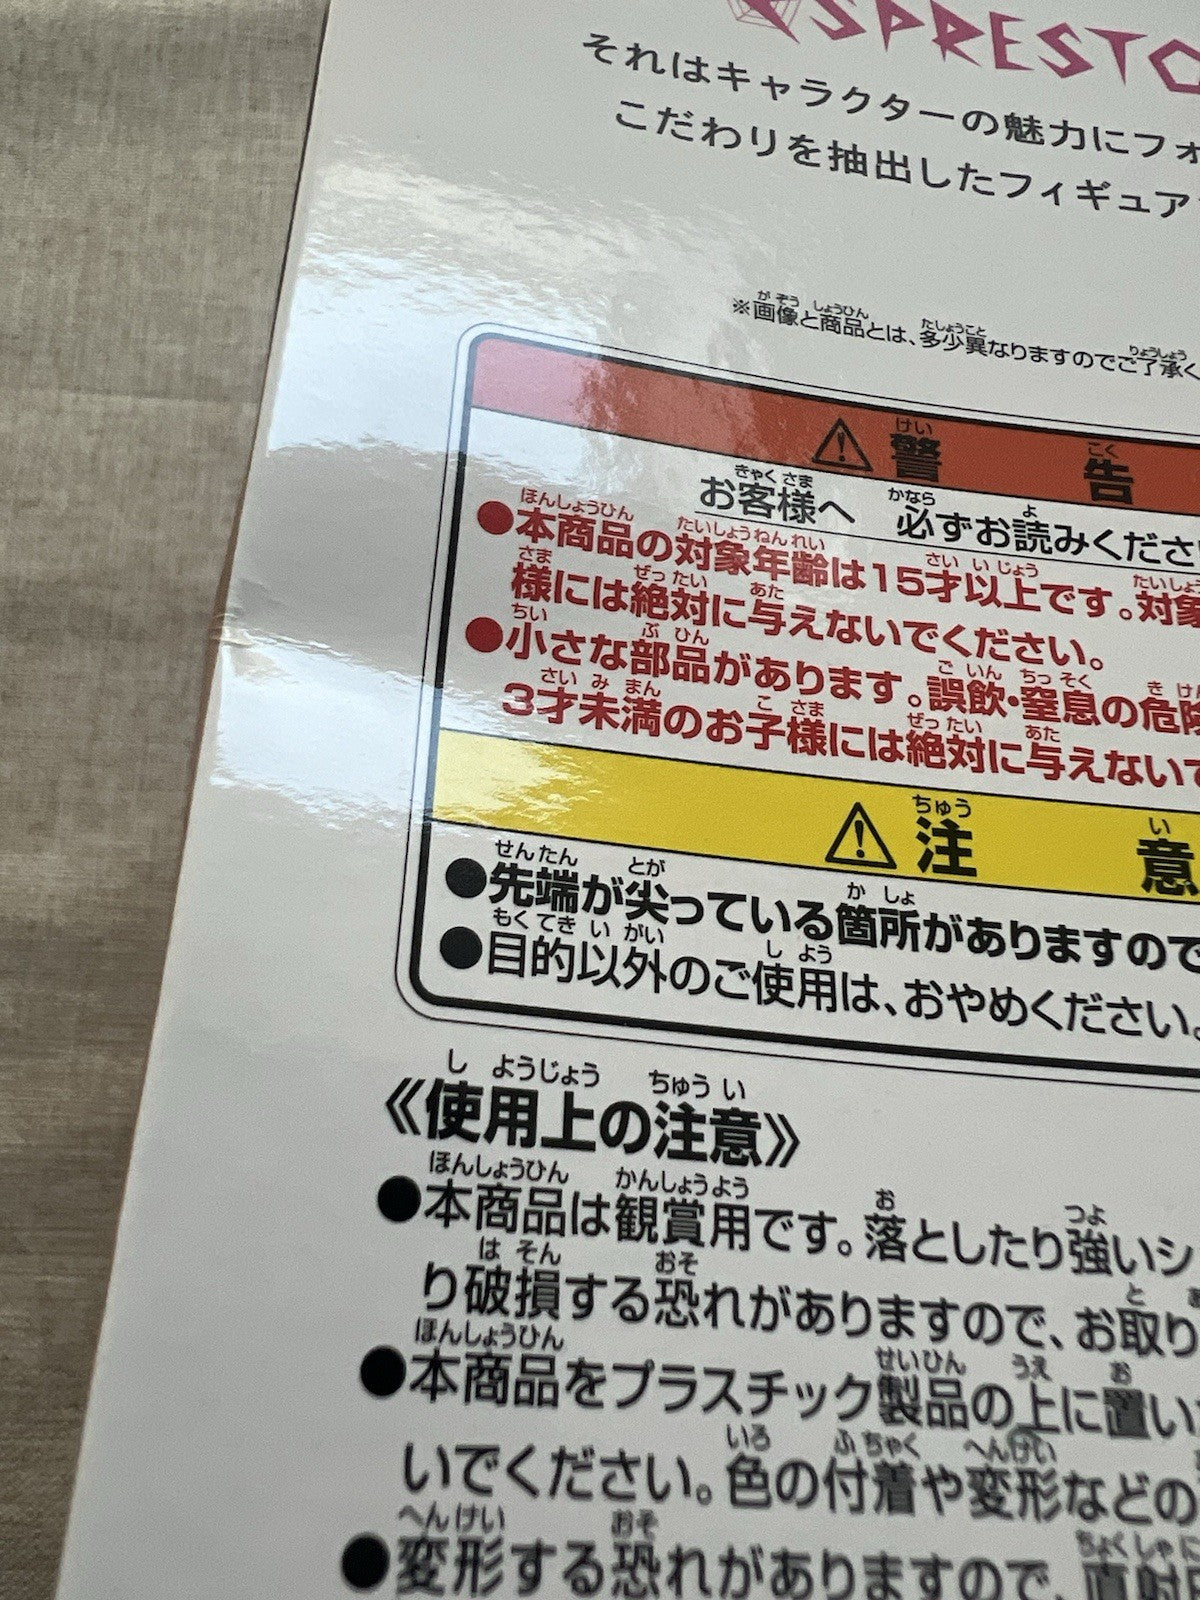 ESPRESTO
それはキャラクターの魅力にフォ
こだわりを抽出したフィギュア
※画像と商品とは、多少異なりますのでご了承く
⚠警告
お客様へ 必ずお読みくださ
●本商品の対象年齢は15才以上です。対象
様には絶対に与えないでください。
●小さな部品があります。誤飲・窒息の危険
3才未満のお子様には絶対に与えないで
⚠注意
●先端が尖っている箇所がありますので
●目的以外のご使用は、おやめください。
《使用上の注意》
●本商品は観賞用です。落としたり強いシ
り破損する恐れがありますので、お取り
●本商品をプラスチック製品の上に置い
いでください。色の付着や変形などの
●変形する恐れがありますので、直射